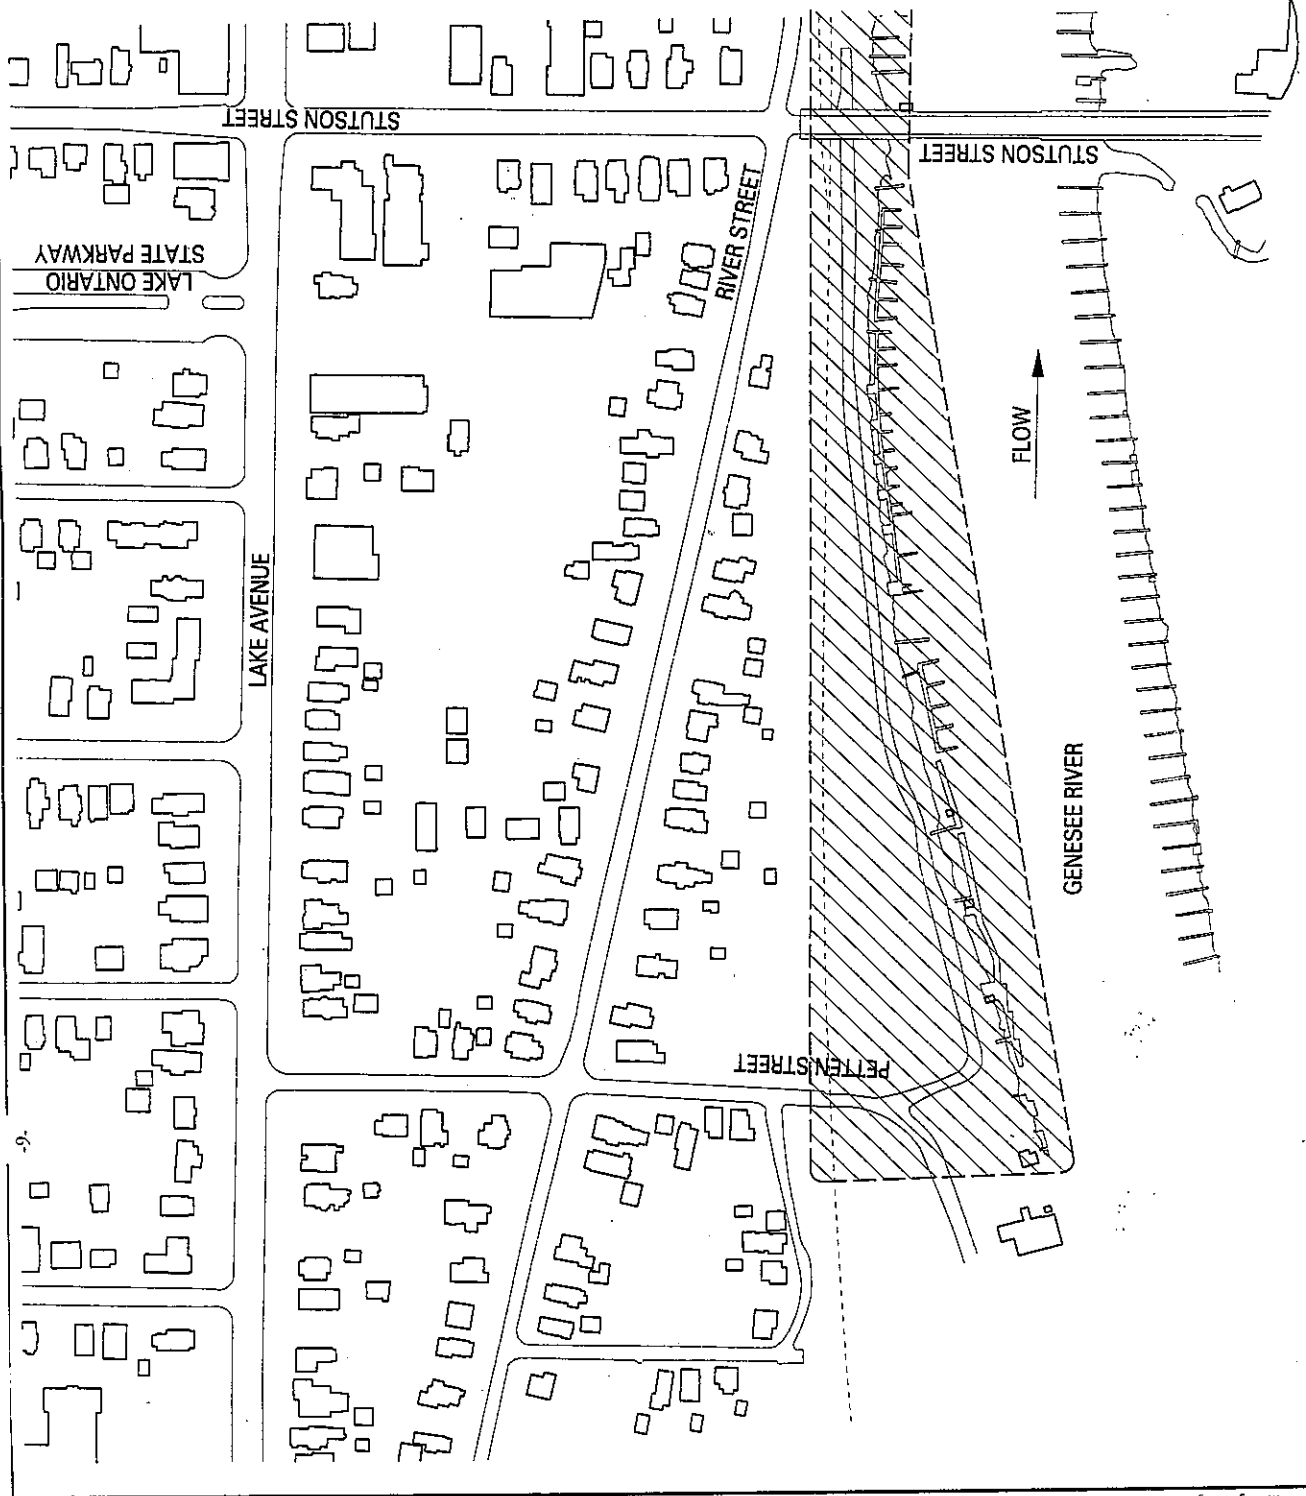 STUTSON STREET
STUTSON STREET
LAKE ONTARIO
STATE PARKWAY
RIVER STREET
FLOW
LAKE AVENUE
GENESEE RIVER
PETTEN STREET
-9-